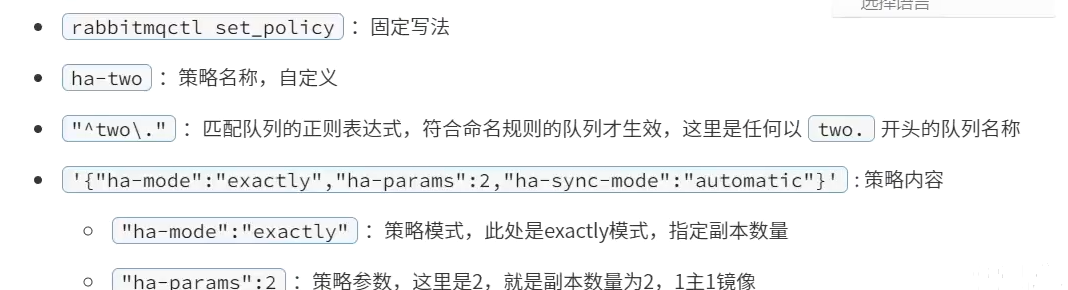 选择语言
rabbitmqctl set_policy：固定写法
ha-two：策略名称，自定义
"^two\."：匹配队列的正则表达式，符合命名规则的队列才生效，这里是任何以 two. 开头的队列名称
'{"ha-mode":"exactly","ha-params":2,"ha-sync-mode":"automatic"}' : 策略内容
"ha-mode":"exactly"：策略模式，此处是exactly模式，指定副本数量
"ha-params":2：策略参数，这里是2，就是副本数量为2，1主1镜像